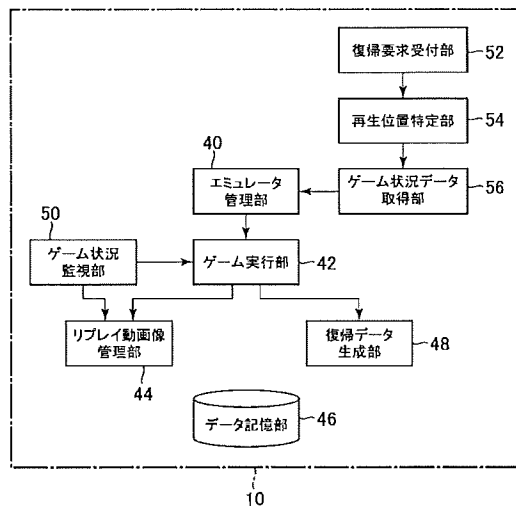 復帰要求受付部
52
再生位置特定部
54
40
エミュレータ
管理部
ゲーム状況データ
取得部
56
50
ゲーム状況
監視部
ゲーム実行部
42
リプレイ動画像
管理部
44
復帰データ
生成部
48
データ記憶部
46
10